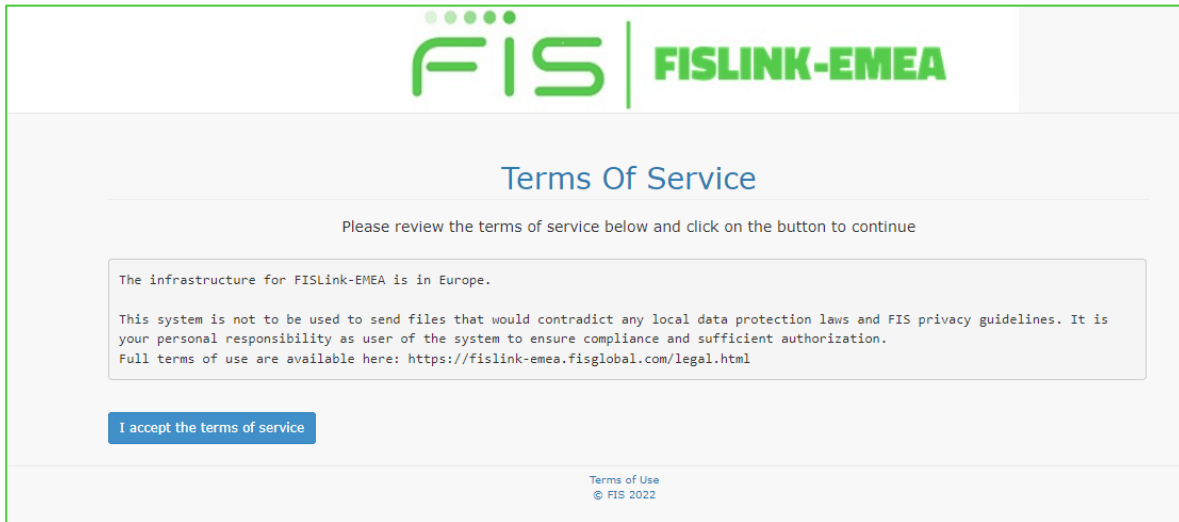 FIS FISLINK-EMEA
Terms Of Service
Please review the terms of service below and click on the button to continue
The infrastructure for FISLink-EMEA is in Europe.
This system is not to be used to send files that would contradict any local data protection laws and FIS privacy guidelines. It is
your personal responsibility as user of the system to ensure compliance and sufficient authorization.
Full terms of use are available here: https://fislink-emea.fisglobal.com/legal.html
I accept the terms of service
Terms of Use
© FIS 2022